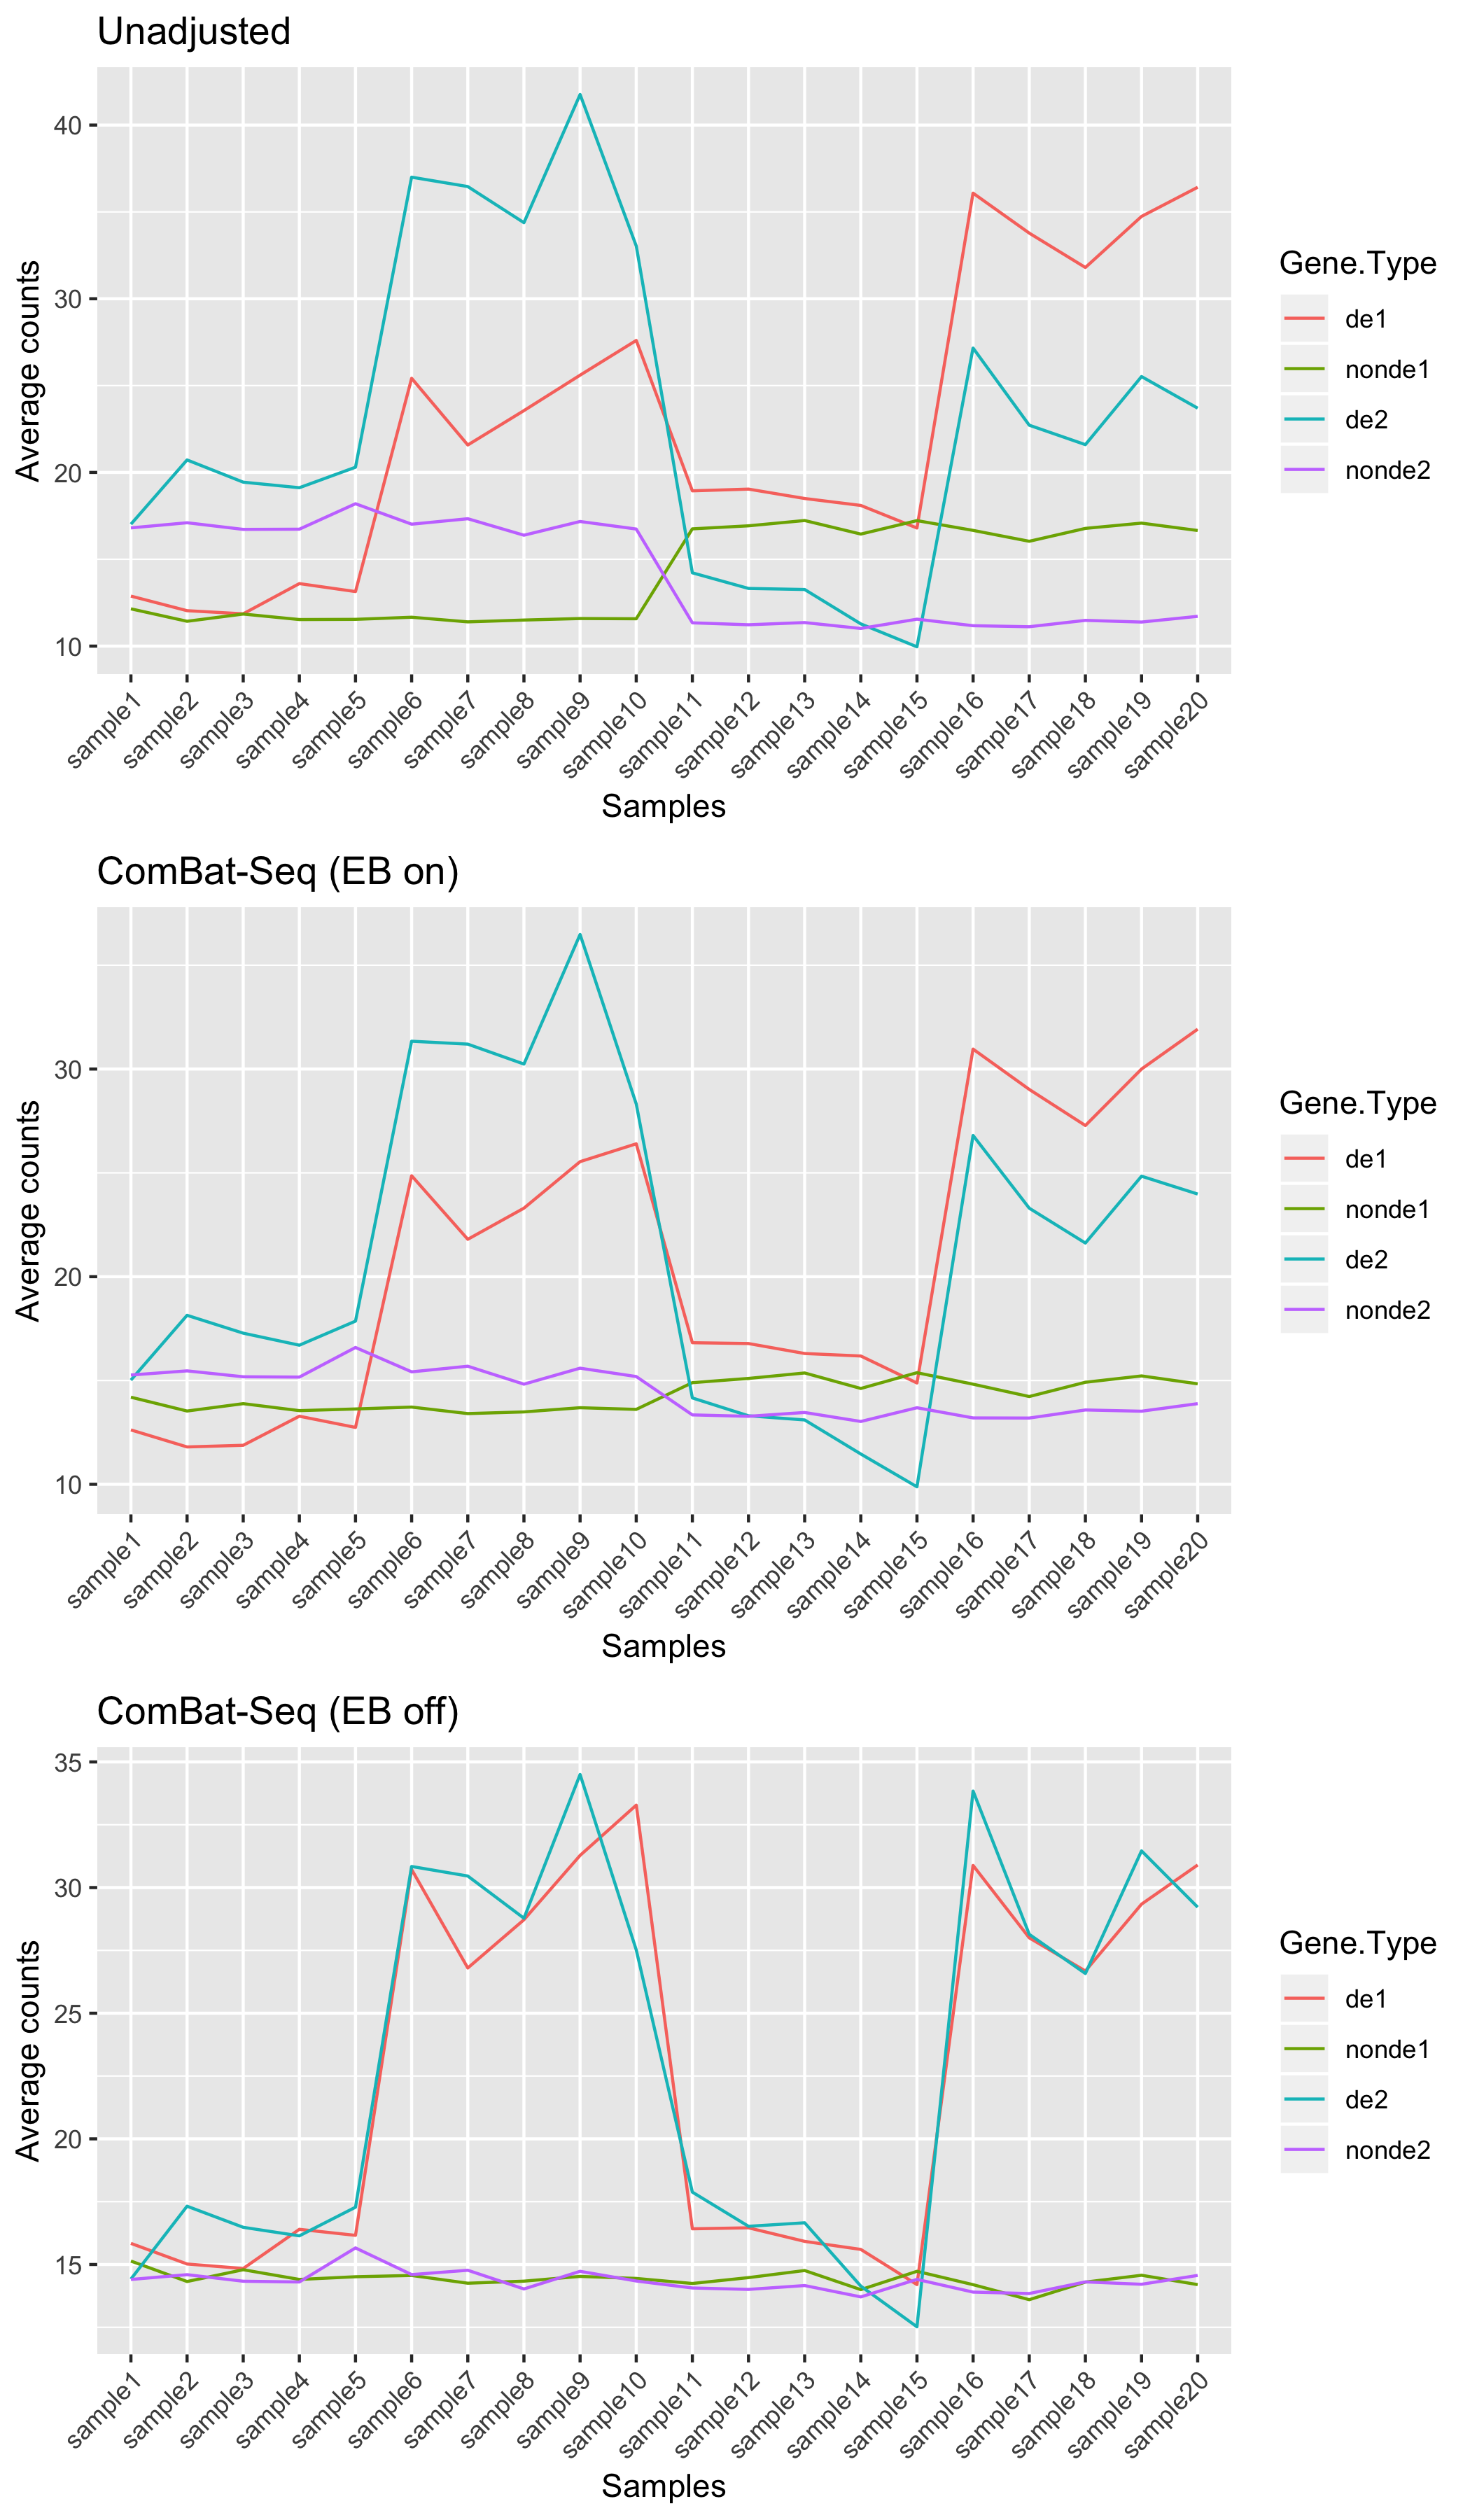 Unadjusted
40
30
20
10
Average counts
sample1
sample2
sample3
sample4
sample5
sample6
sample7
sample8
sample9
sample10
sample11
sample12
sample13
sample14
sample15
sample16
sample17
sample18
sample19
sample20
Samples
Gene.Type
de1
nonde1
de2
nonde2
ComBat-Seq (EB on)
30
20
10
Average counts
sample1
sample2
sample3
sample4
sample5
sample6
sample7
sample8
sample9
sample10
sample11
sample12
sample13
sample14
sample15
sample16
sample17
sample18
sample19
sample20
Samples
Gene.Type
de1
nonde1
de2
nonde2
ComBat-Seq (EB off)
35
30
25
20
15
Average counts
sample1
sample2
sample3
sample4
sample5
sample6
sample7
sample8
sample9
sample10
sample11
sample12
sample13
sample14
sample15
sample16
sample17
sample18
sample19
sample20
Samples
Gene.Type
de1
nonde1
de2
nonde2